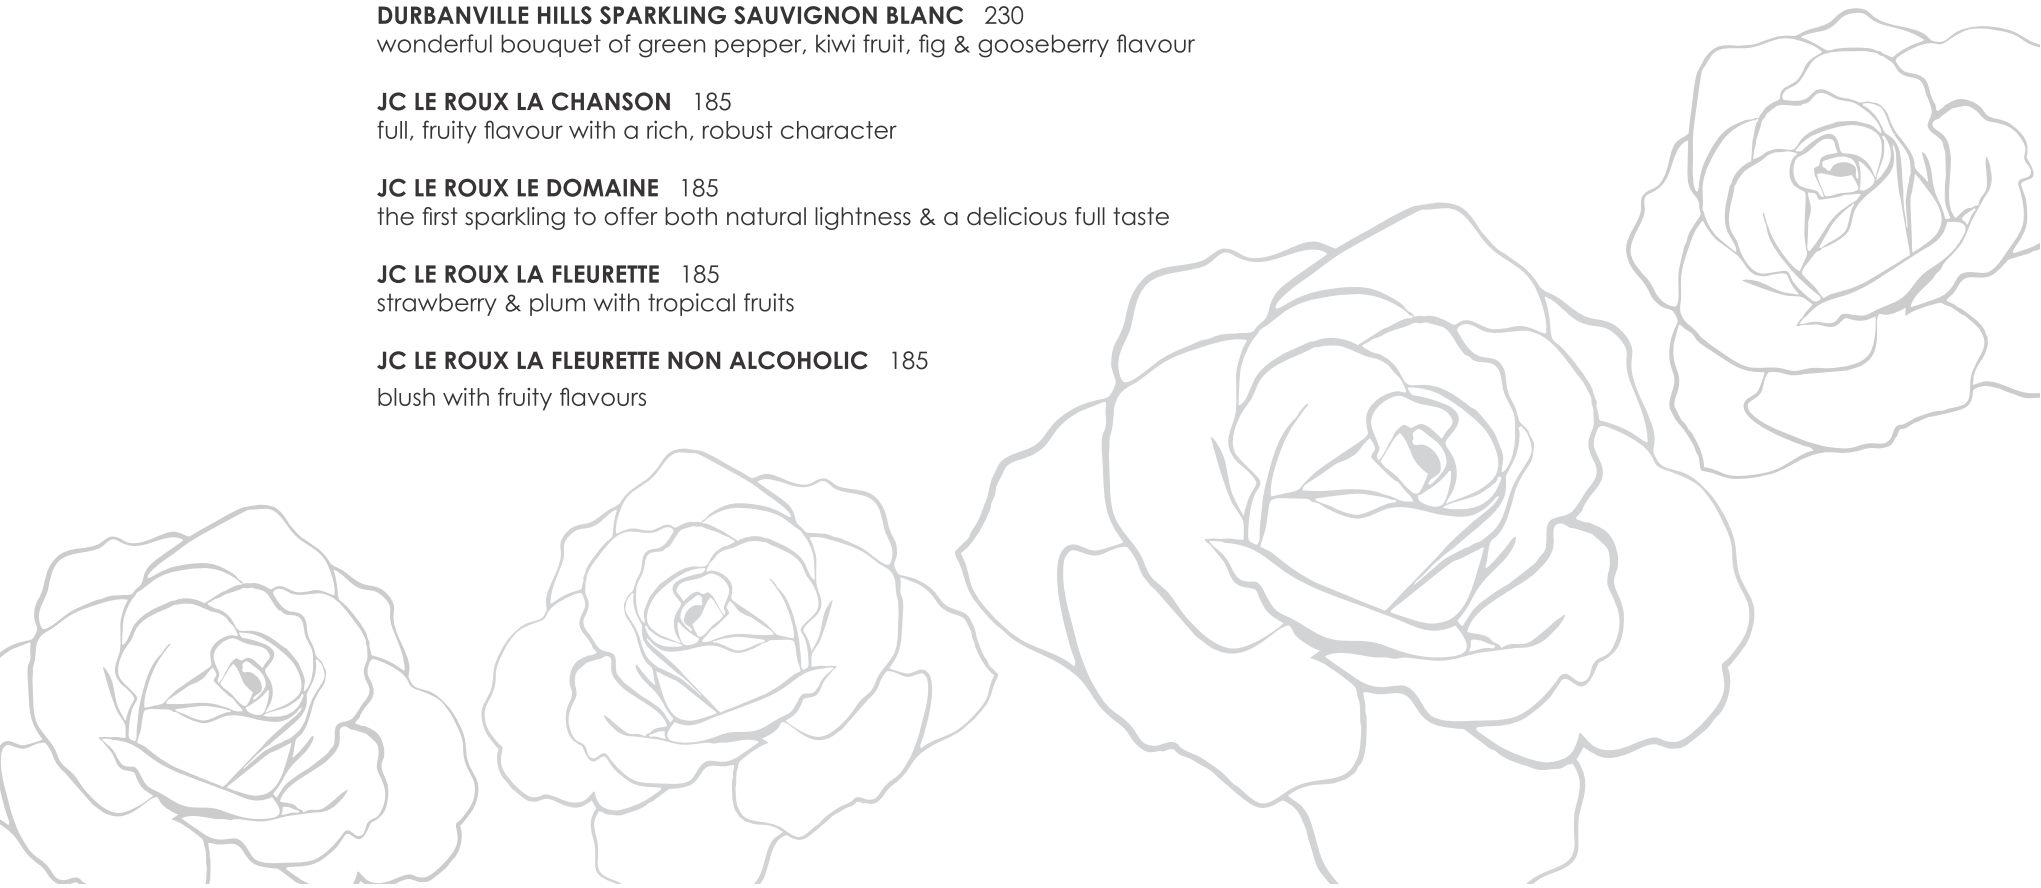 DURBANVILLE HILLS SPARKLING SAUVIGNON BLANC 230
wonderful bouquet of green pepper, kiwi fruit, fig & gooseberry flavour
JC LE ROUX LA CHANSON 185
full, fruity flavour with a rich, robust character
JC LE ROUX LE DOMAINE 185
the first sparkling to offer both natural lightness & a delicious full taste
JC LE ROUX LA FLEURETTE 185
strawberry & plum with tropical fruits
JC LE ROUX LA FLEURETTE NON ALCOHOLIC 185
blush with fruity flavours